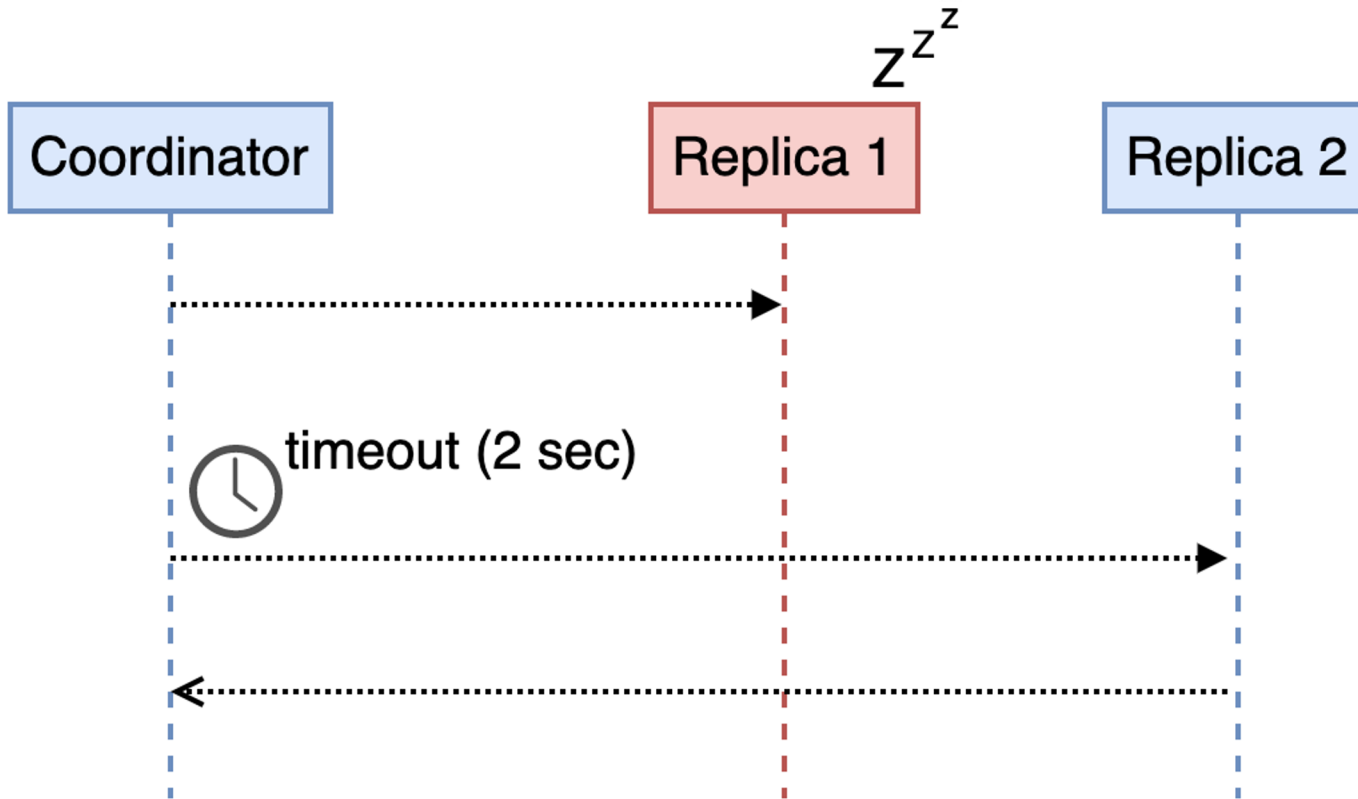 z
z
Z
Coordinator
Replica 1
Replica 2
timeout (2 sec)